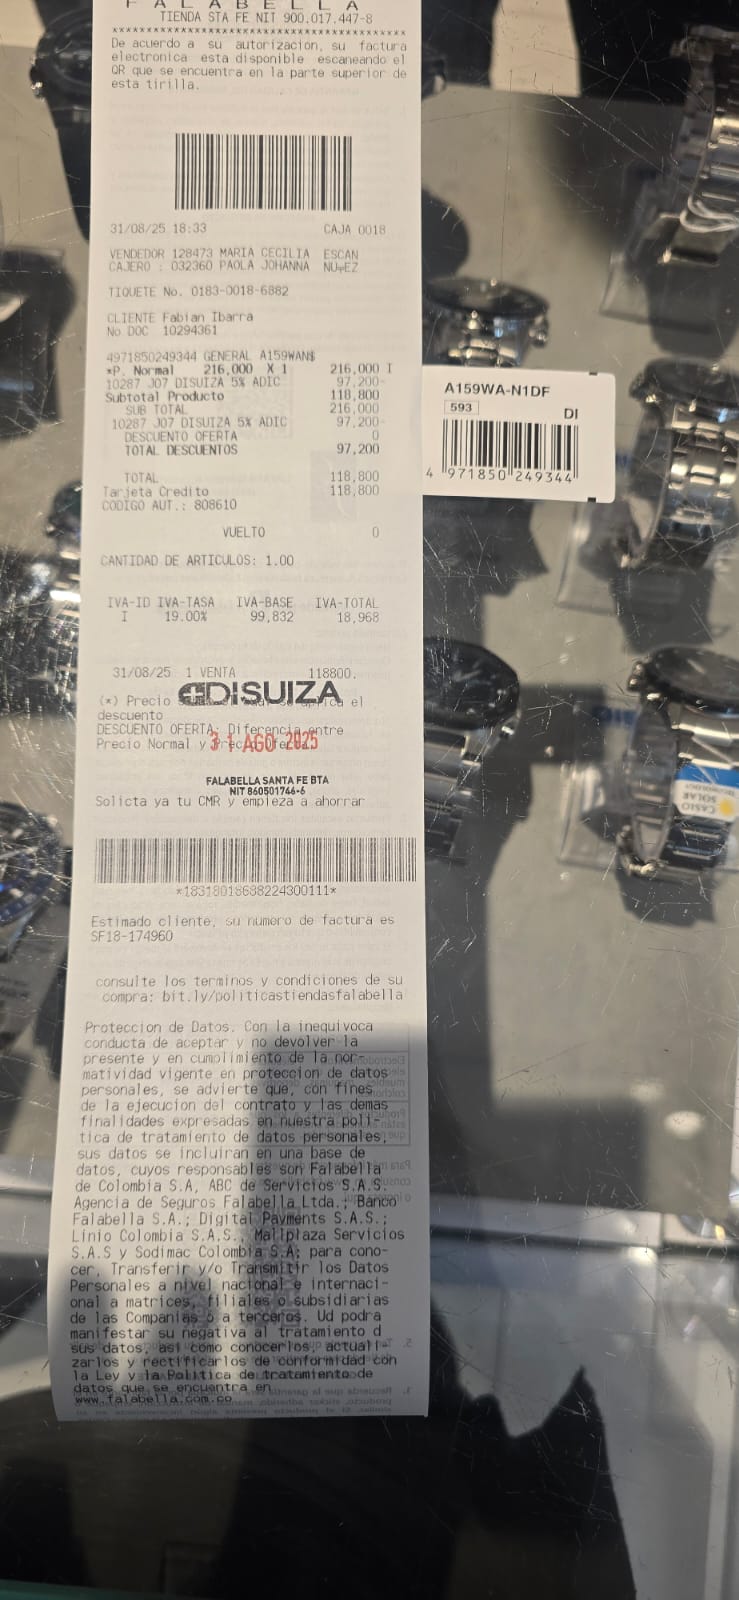 F A L A B E L L A
TIENDA STA FE NIT 900.017.447-8
De acuerdo a su autorizacion, su factura
electronica esta disponible escaneando el
QR que se encuentra en la parte superior de
esta tirilla.
31/08/25 18:33 CAJA 0018
VENDEDOR 128473 MARIA CECILIA ESCAN
CAJERO : 032360 PAOLA JOHANNA
TIQUETE No. 0183-0018-6882
CLIENTE Fabian Ibarra
No DOC 10294361
4971850249344 GENERAL A159WAN$
*P. Normal 216,000 X 1 216,000 I
10287 J07 DISUIZA 5% ADIC 97,200-
Subtotal Producto 118,800
SUB TOTAL 216,000
10287 J07 DISUIZA 5% ADIC 97,200-
DESCUENTO OFERTA 0
TOTAL DESCUENTOS 97,200
TOTAL 118,800
Tarjeta Credito 118,800
CODIGO AUT.: 808610
VUELTO 0
CANTIDAD DE ARTICULOS: 1.00
IVA-ID IVA-TASA IVA-BASE IVA-TOTAL
I 19.00% 99,832 18,968
31/08/25 1 VENTA 118800.
DISUIZA
(*) Precio el
descuento
DESCUENTO OFERTA: Diferencia entre
Precio Normal y
31 AGO 2025
FALABELLA SANTA FE BTA
NIT 860501746-6
Solicta ya tu CMR y empieza a ahorrar
Estimado cliente, su numero de factura es
SF18-174960
consulte los terminos y condiciones de su
compra: bit.ly/politicastiendasfalabella
Proteccion de Datos. Con la inequivoca
conducta de aceptar y no devolver la
presente y en cumplimiento de la nor-
matividad vigente en proteccion de datos
personales, se advierte que, con fines
de la ejecucion del contrato y las demas
finalidades expresadas en nuestra poli-
tica de tratamiento de datos personales,
sus datos se incluiran en una base de
datos, cuyos responsables son Falabella
de Colombia S.A, ABC de Servicios S.A.S.
Agencia de Seguros Falabella Ltda.; Banco
Falabella S.A.; Digital Payments S.A.S.;
Linio Colombia S.A.S., Mallplaza Servicios
S.A.S y Sodimac Colombia S.A; para cono-
cer, Transferir y/o Transmitir los Datos
Personales a nivel nacional e internaci-
onal a matrices, filiales o subsidiarias
de las Companias o a terceros. Ud podra
manifestar su negativa al tratamiento d
sus datos, asi como conocerlos, actuali-
zarlos y rectificarlos de conformidad con
la Ley y la Politica de tratamiento de
datos que se encuentra en
www.falabella.com.co
A159WA-N1DF
593
DI
4 971850 249344
CASIO
SOLAR